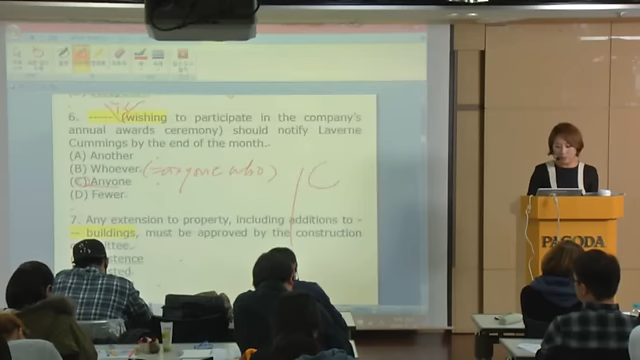 6. ------- (wishing to participate in the company's
annual awards ceremony) should notify Laverne
Cummings by the end of the month.
(A) Another
(B) Whoever (=anyone who)
(C) Anyone
(D) Fewer
C
7. Any extension to property, including additions to -
-- buildings, must be approved by the construction
PAGODA